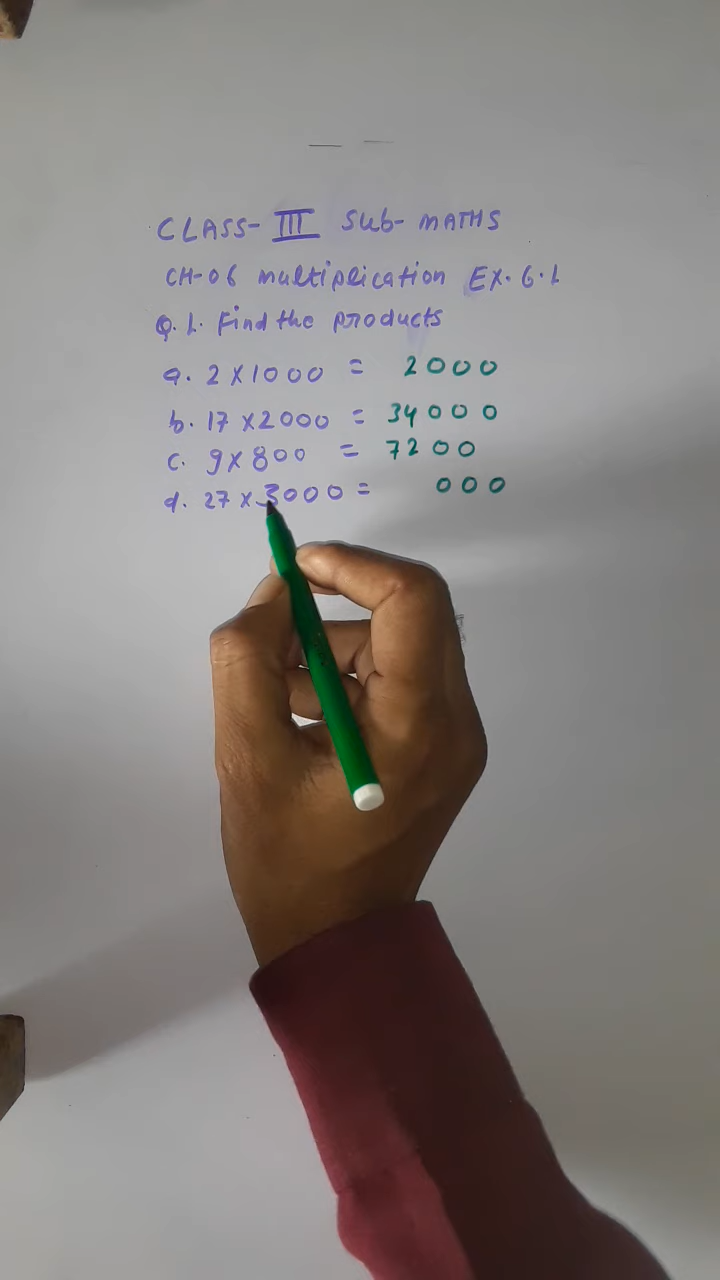 CLASS- III Sub- MATHS
CH-06 multiplication EX. 6.1
Q.1. Find the products
a. 2 X 1000 = 2000
b. 17 X 2000 = 34000
c. 9 X 800 = 7200
d. 27 X 3000 = 000